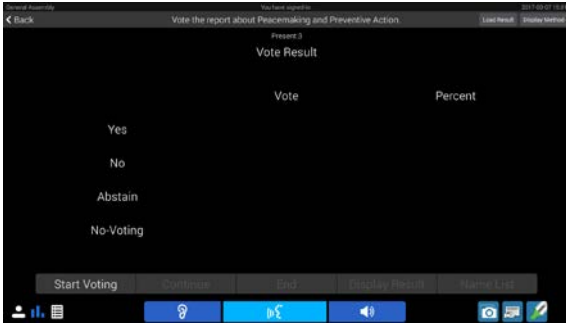 General Assembly You have signed in 2017-03-07
Back Vote the report about Peacemaking and Preventive Action. Load Result Display Method
Present:3
Vote Result
Vote Percent
Yes
No
Abstain
No-Voting
Start Voting Continue End Display Result Name List